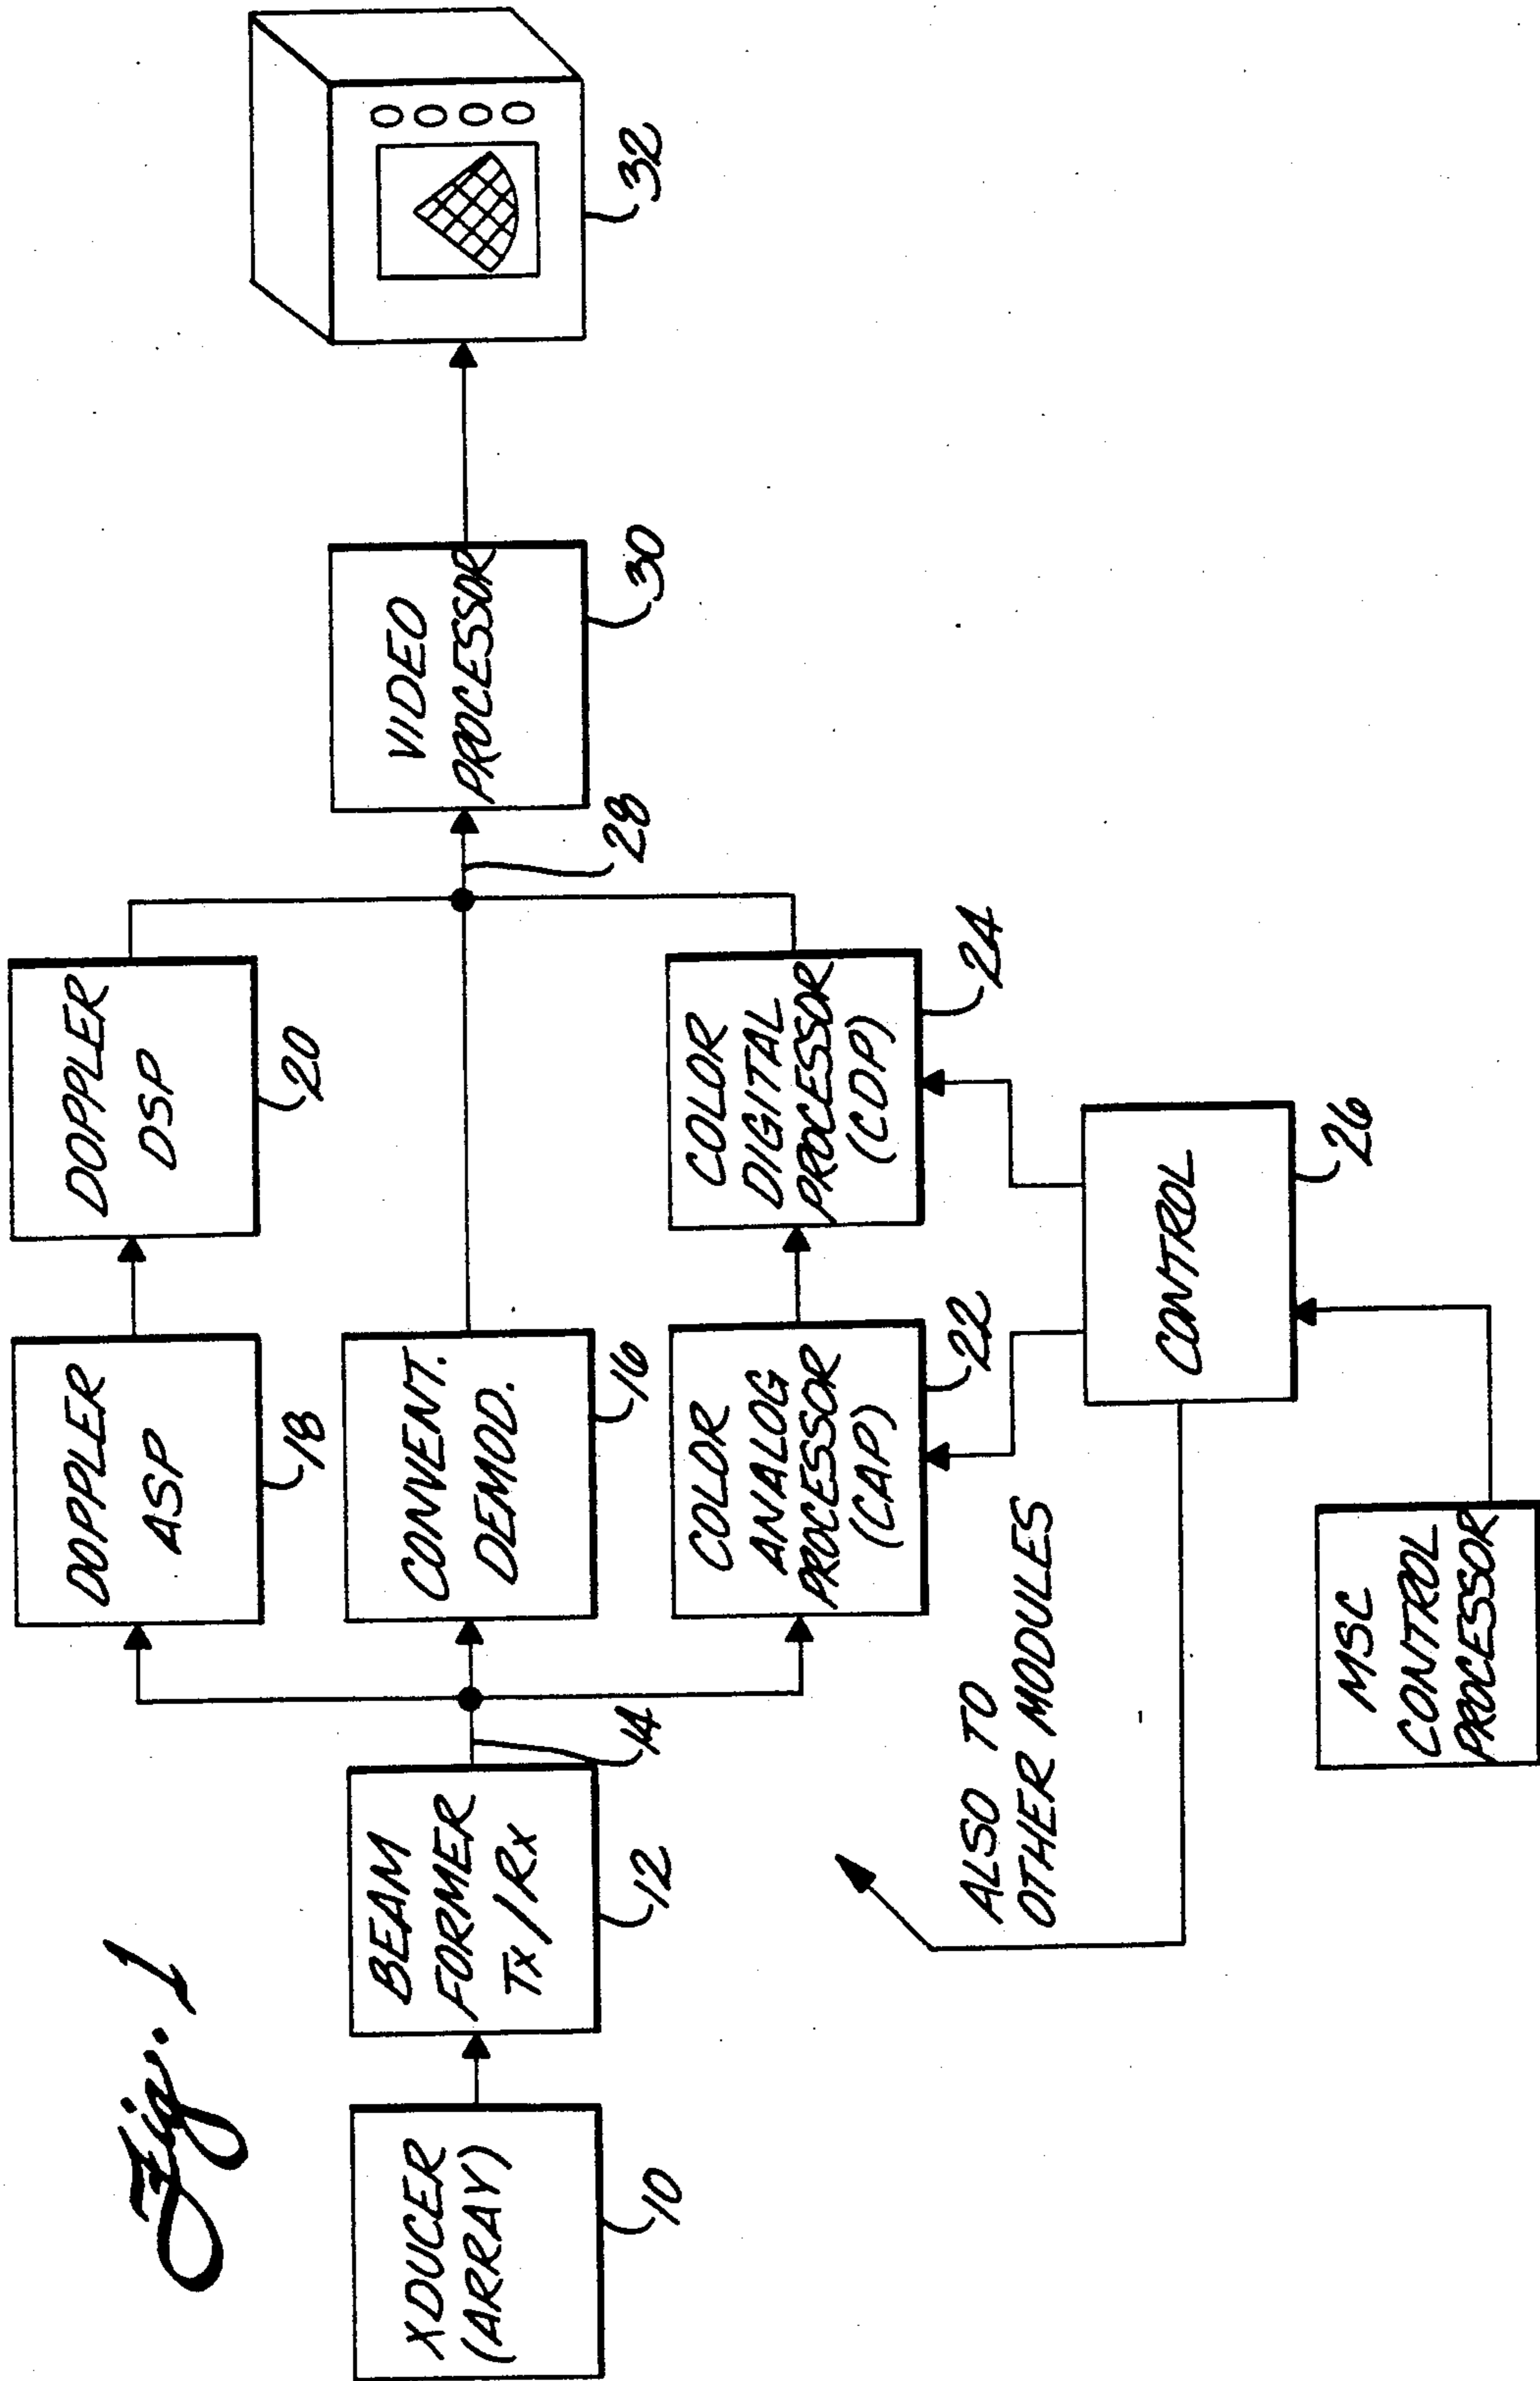 Fig. 1
XDUCER
(ARRAY)
10
BEAM
FORMER
Tx/Rx
12
14
DOPPLER
ASP
18
DOPPLER
DSP
20
CONVENT.
DEMOD.
16
COLOR
ANALOG
PROCESSOR
(CAP)
22
COLOR
DIGITAL
PROCESSOR
(CDP)
24
28
VIDEO
PROCESSOR
30
32
ALSO TO
OTHER MODULES
CONTROL
26
MSC
CONTROL
PROCESSOR